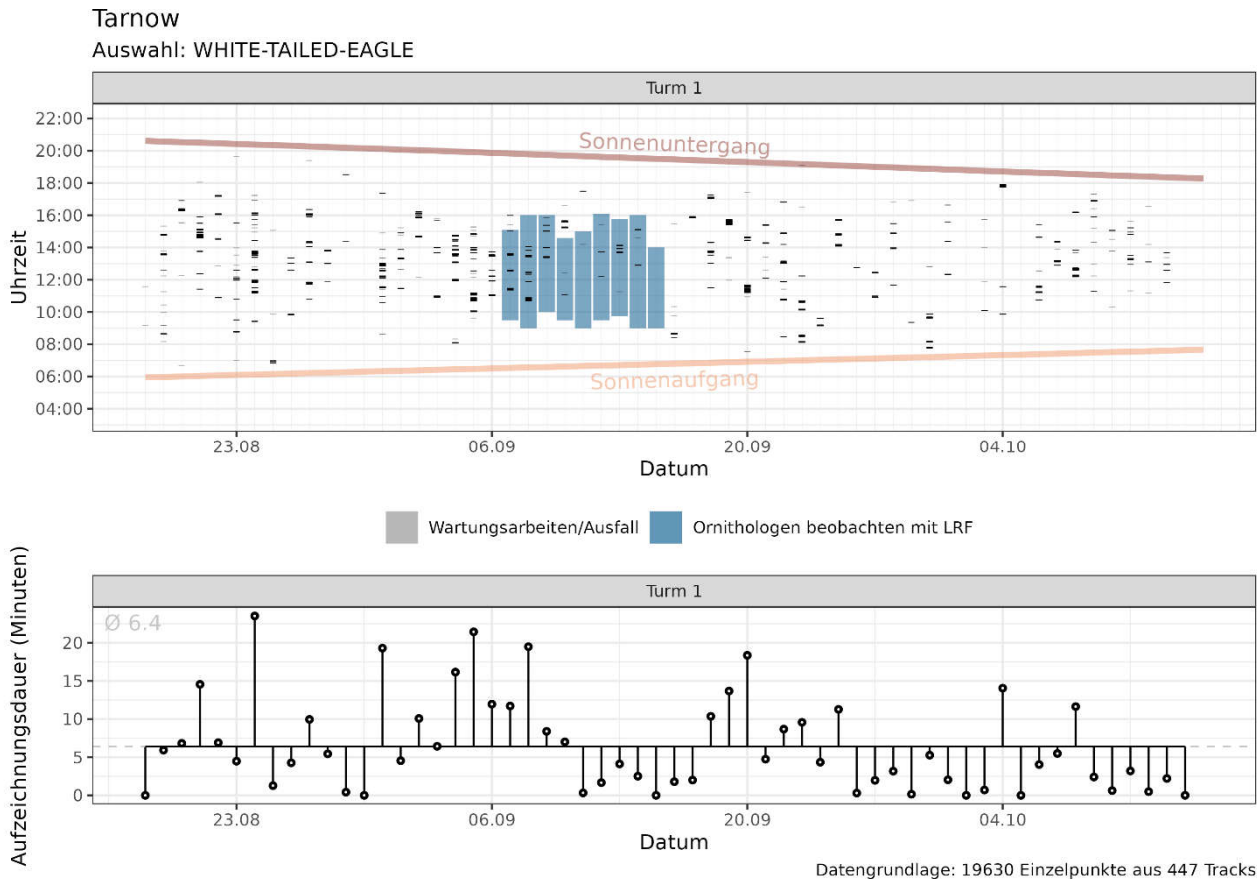 Tarnow
Auswahl: WHITE-TAILED-EAGLE
Turm 1
Uhrzeit
22:00
20:00
18:00
16:00
14:00
12:00
10:00
08:00
06:00
04:00
Sonnenuntergang
Sonnenaufgang
23.08 06.09 20.09 04.10
Datum
Wartungsarbeiten/Ausfall Ornithologen beobachten mit LRF
Turm 1
Aufzeichnungsdauer (Minuten)
Ø 6.4
20
15
10
5
0
23.08 06.09 20.09 04.10
Datum
Datengrundlage: 19630 Einzelpunkte aus 447 Tracks